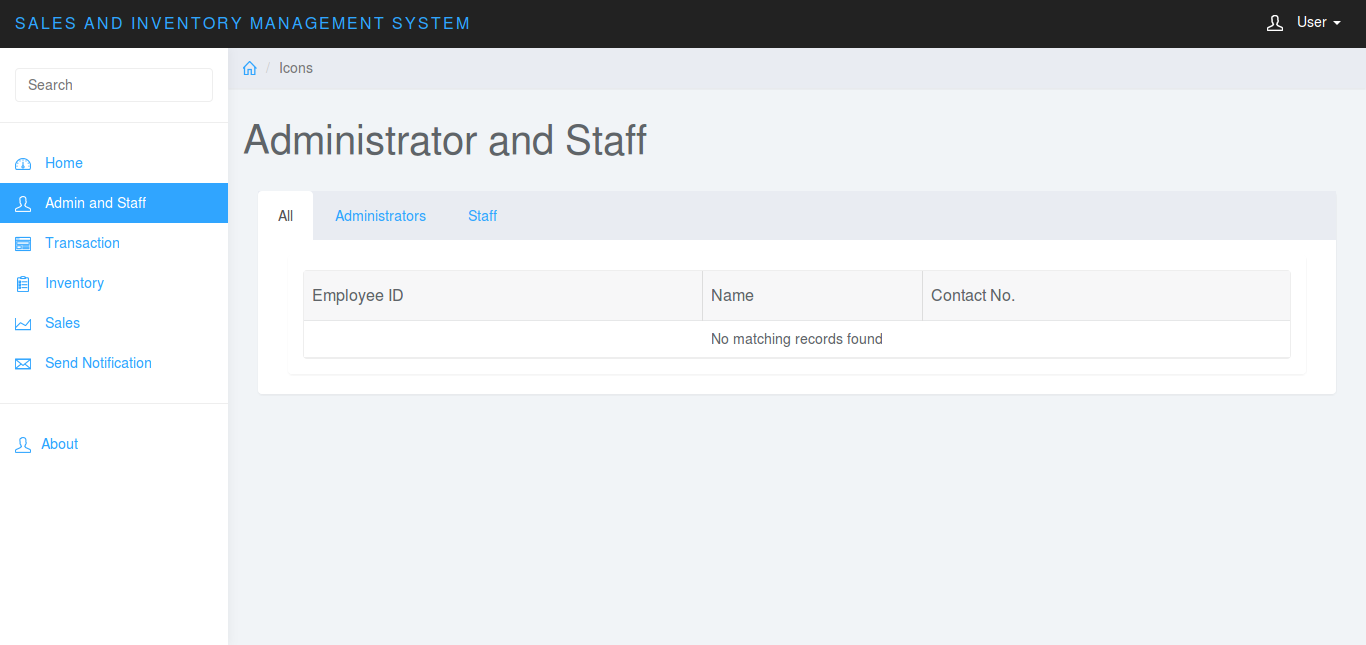 SALES AND INVENTORY MANAGEMENT SYSTEM
User
Search
/ Icons
Home
Admin and Staff
Transaction
Inventory
Sales
Send Notification
About
Administrator and Staff
All Administrators Staff
Employee ID Name Contact No.
No matching records found